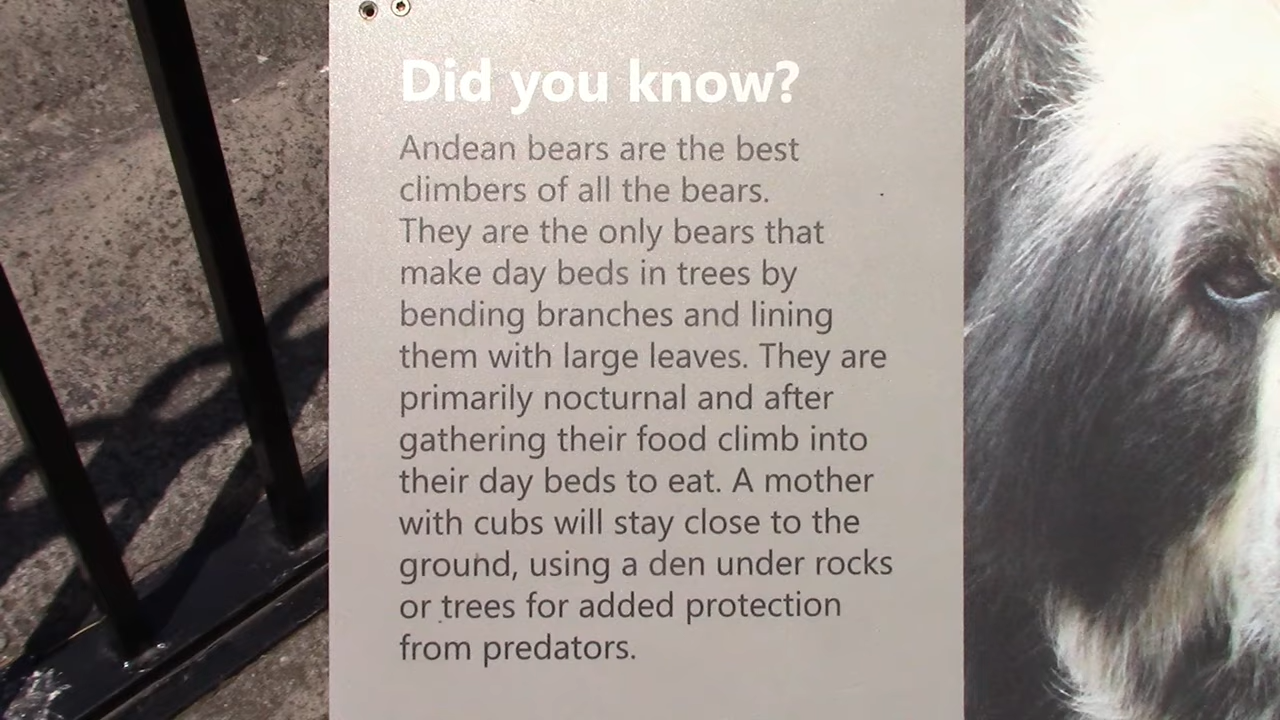 Did you know?
Andean bears are the best
climbers of all the bears.
They are the only bears that
make day beds in trees by
bending branches and lining
them with large leaves. They are
primarily nocturnal and after
gathering their food climb into
their day beds to eat. A mother
with cubs will stay close to the
ground, using a den under rocks
or trees for added protection
from predators.